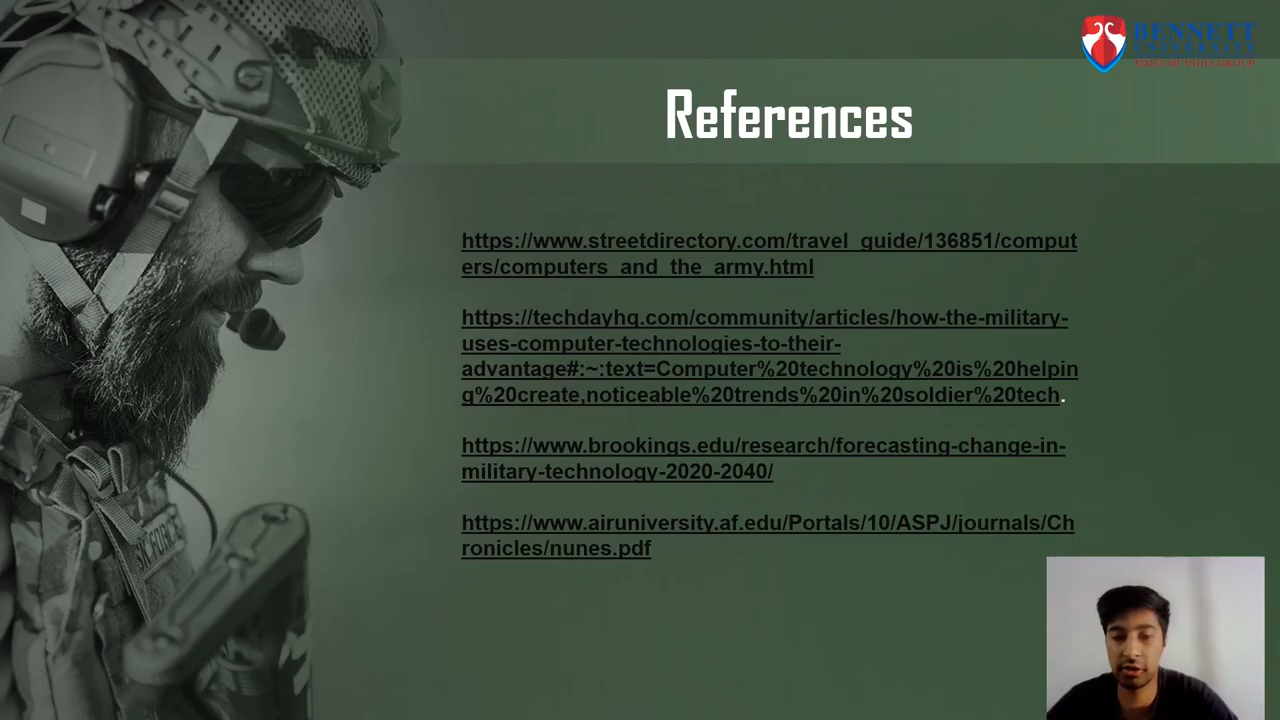 BENNETT
UNIVERSITY
TIMES OF INDIA GROUP
References
https://www.streetdirectory.com/travel_guide/136851/comput
ers/computers_and_the_army.html
https://techdayhq.com/community/articles/how-the-military-
uses-computer-technologies-to-their-
advantage#:~:text=Computer%20technology%20is%20helpin
g%20create,noticeable%20trends%20in%20soldier%20tech.
https://www.brookings.edu/research/forecasting-change-in-
military-technology-2020-2040/
https://www.airuniversity.af.edu/Portals/10/ASPJ/journals/Ch
ronicles/nunes.pdf